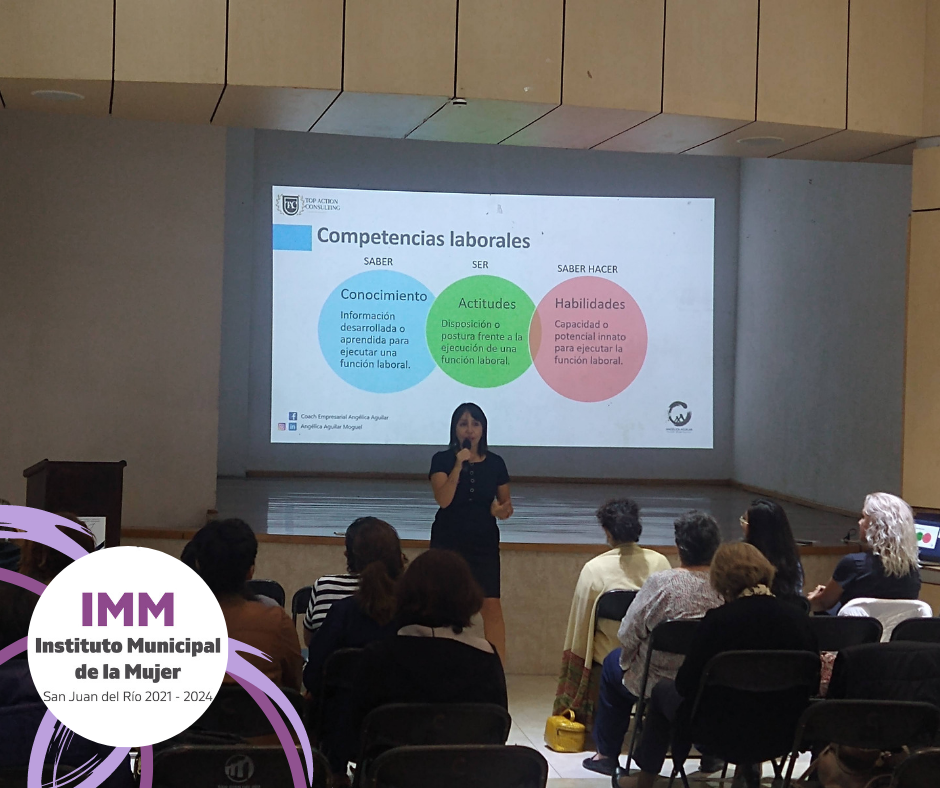 TOP ACTION
CONSULTING
Competencias laborales
SABER
SER
SABER HACER
Conocimiento
Información
desarrollada o
aprendida para
ejecutar una
función laboral.
Actitudes
Disposición o
postura frente a la
ejecución de una
función laboral.
Habilidades
Capacidad o
potencial innato
para ejecutar la
función laboral.
Coach Empresarial Angélica Aguilar
Angélica Aguilar Moguel
IMM
Instituto Municipal
de la Mujer
San Juan del Río 2021 - 2024